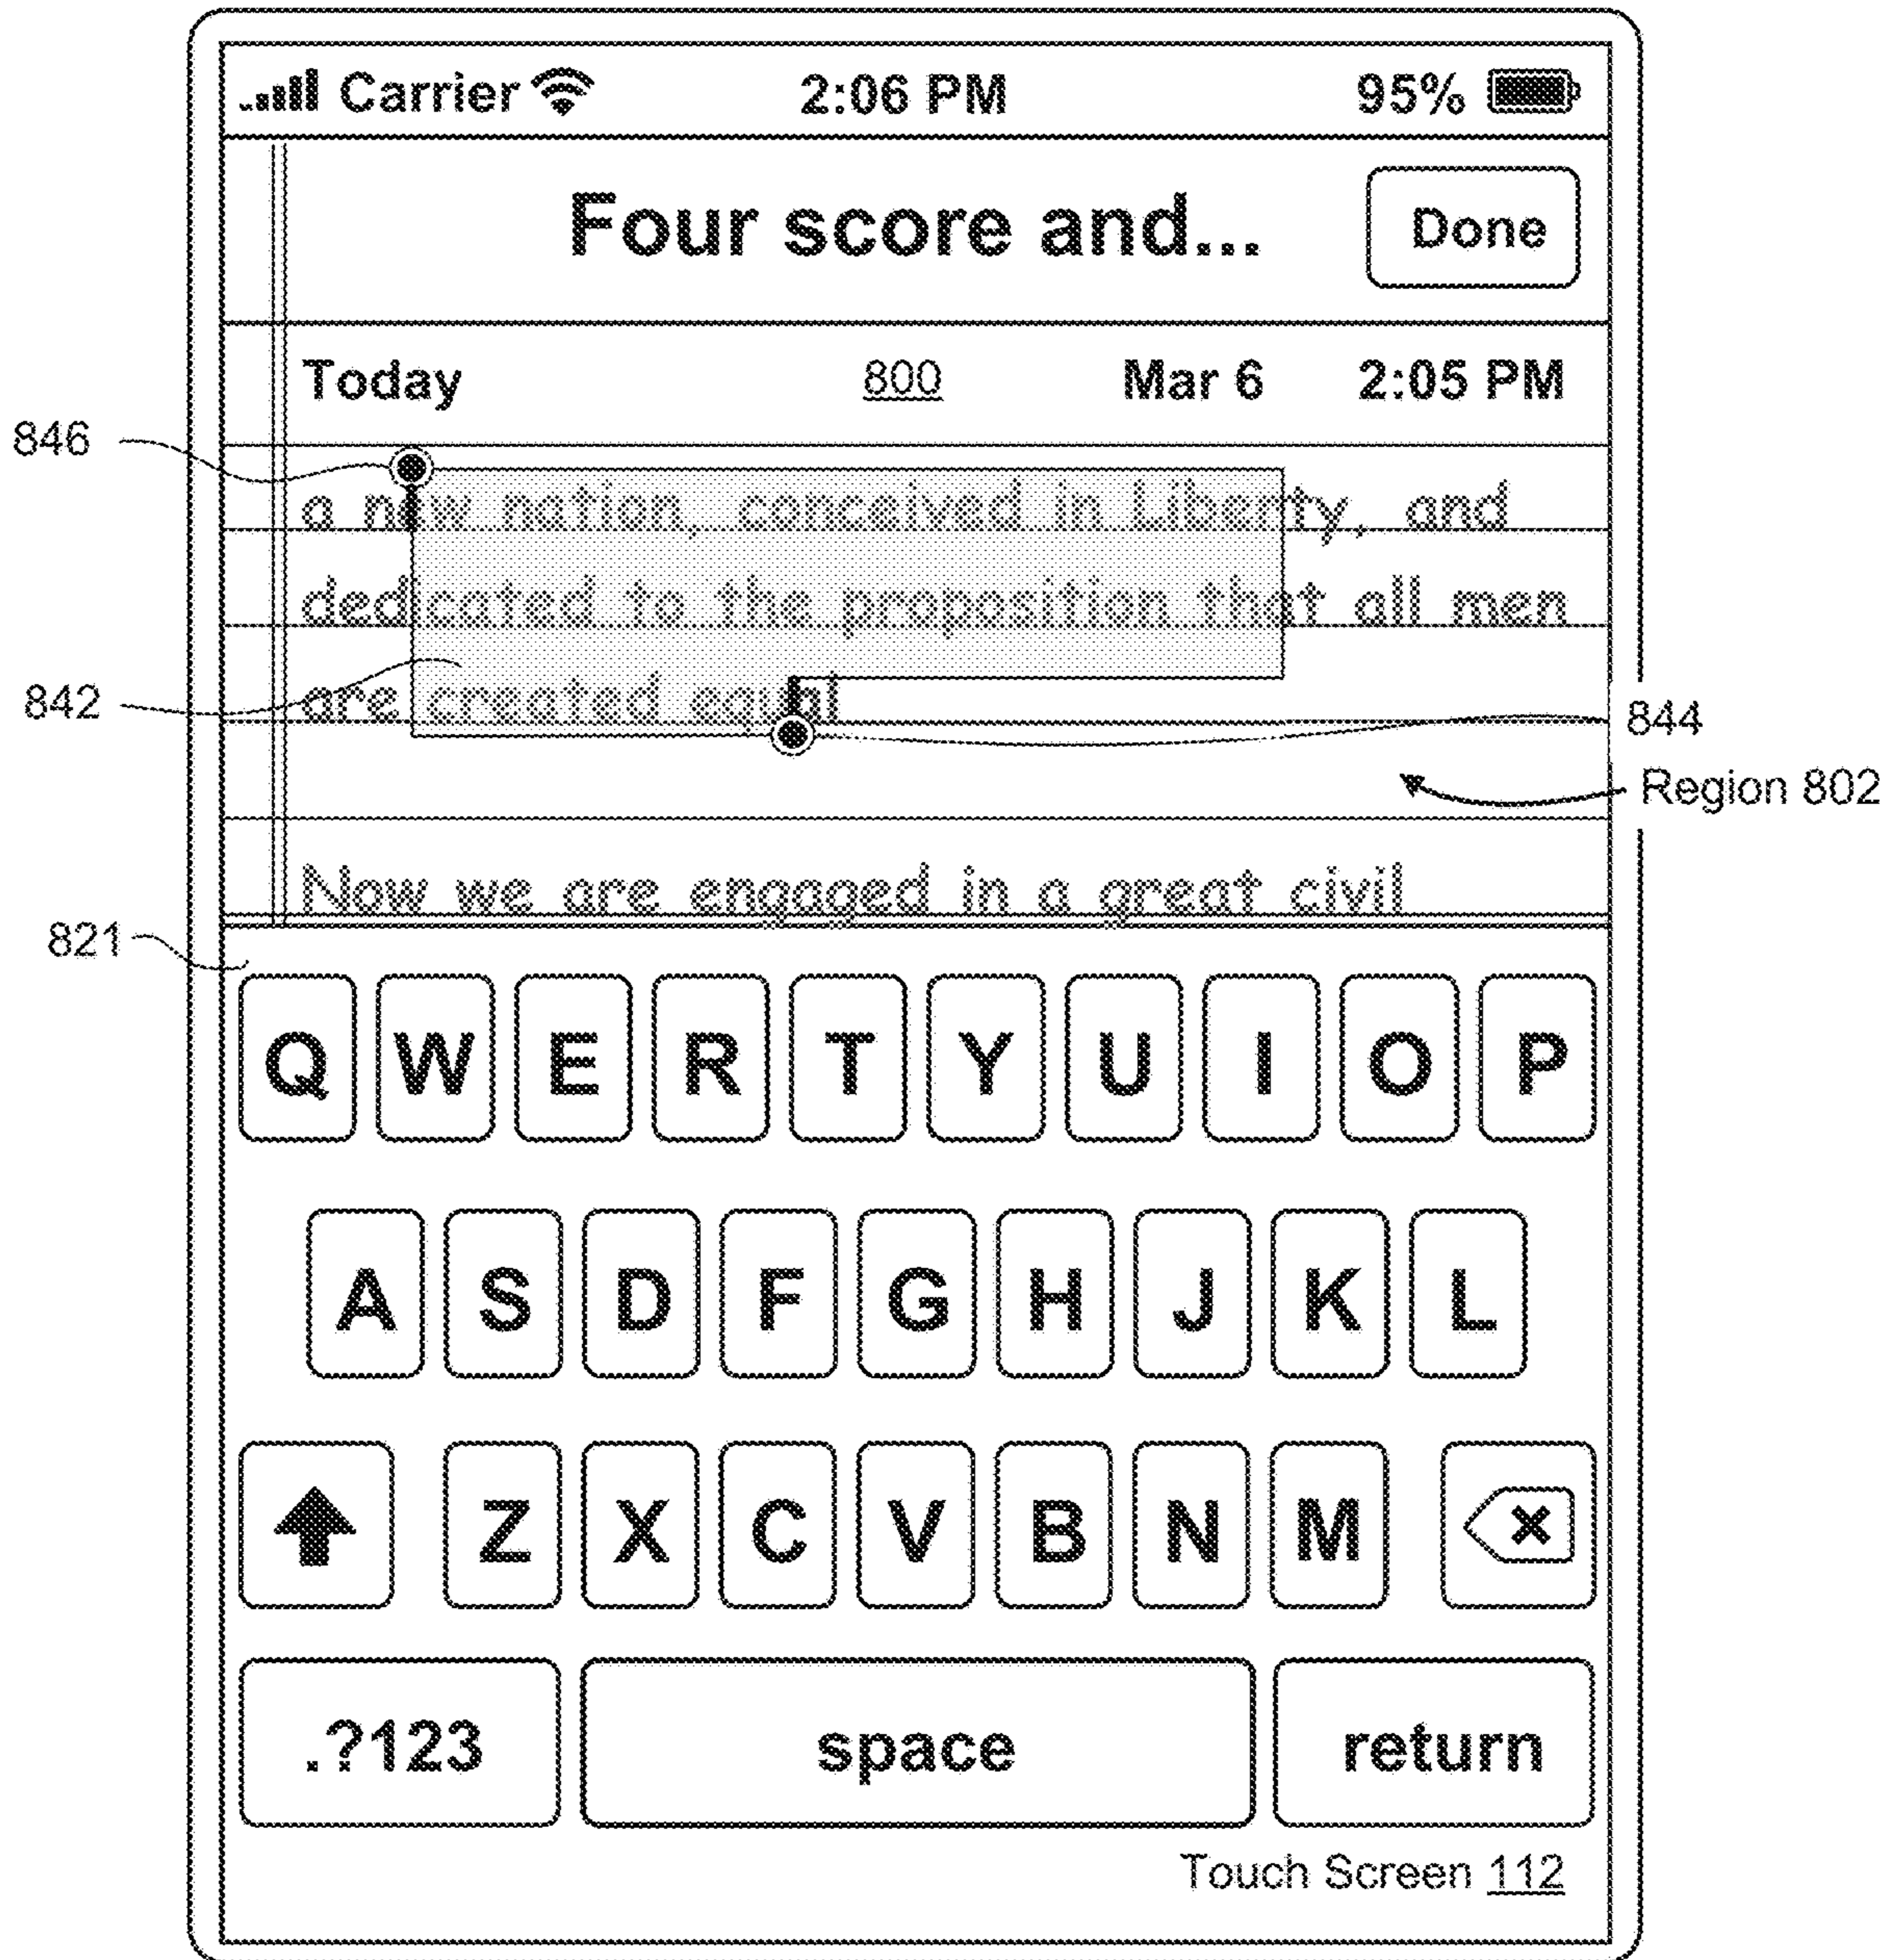 Carrier 2:06 PM 95%
Four score and... Done
Today 800 Mar 6 2:05 PM
846
a new nation, conceived in Liberty, and
dedicated to the proposition that all men
842
are created equal
844
Region 802
Now we are engaged in a great civil
821
Q W E R T Y U I O P
A S D F G H J K L
Z X C V B N M
.?123 space return
Touch Screen 112